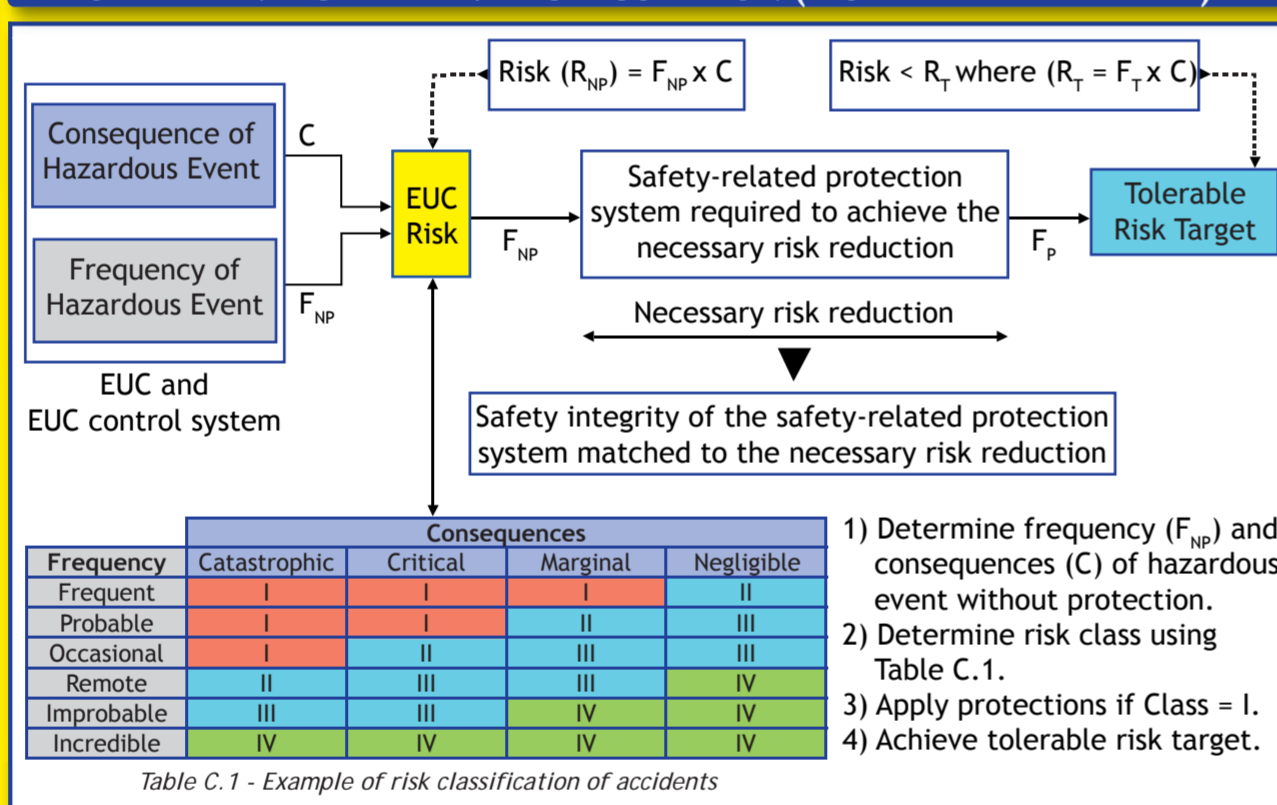 Risk (R_NP) = F_NP x C
Risk < R_T where (R_T = F_T x C)
Consequence of
Hazardous Event
C
Frequency of
Hazardous Event
F_NP
EUC and
EUC control system
EUC
Risk
F_NP
Safety-related protection
system required to achieve the
necessary risk reduction
F_P
Tolerable
Risk Target
Necessary risk reduction
Safety integrity of the safety-related protection
system matched to the necessary risk reduction
Consequences
Frequency Catastrophic Critical Marginal Negligible
Frequent I I I II
Probable I I II III
Occasional I II III III
Remote II III III IV
Improbable III III IV IV
Incredible IV IV IV IV
Table C.1 - Example of risk classification of accidents
1) Determine frequency (F_NP) and
consequences (C) of hazardous
event without protection.
2) Determine risk class using
Table C.1.
3) Apply protections if Class = I.
4) Achieve tolerable risk target.